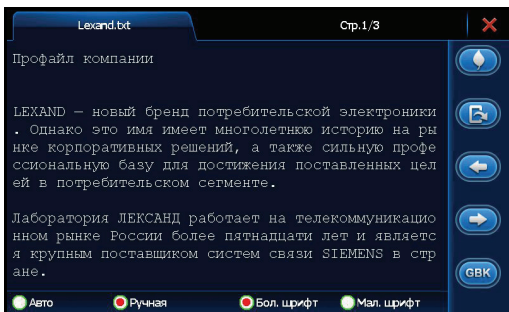 Lexand.txt
Стр.1/3
Профайл компании
LEXAND — новый бренд потребительской электроники
. Однако это имя имеет многолетнюю историю на ры
нке корпоративных решений, а также сильную профе
ссиональную базу для достижения поставленных цел
ей в потребительском сегменте.
Лаборатория ЛЕКСАНД работает на телекоммуникацио
нном рынке России более пятнадцати лет и являетс
я крупным поставщиком систем связи SIEMENS в стр
ане.
GBK
Авто
Ручная
Бол. шрифт
Мал. шрифт